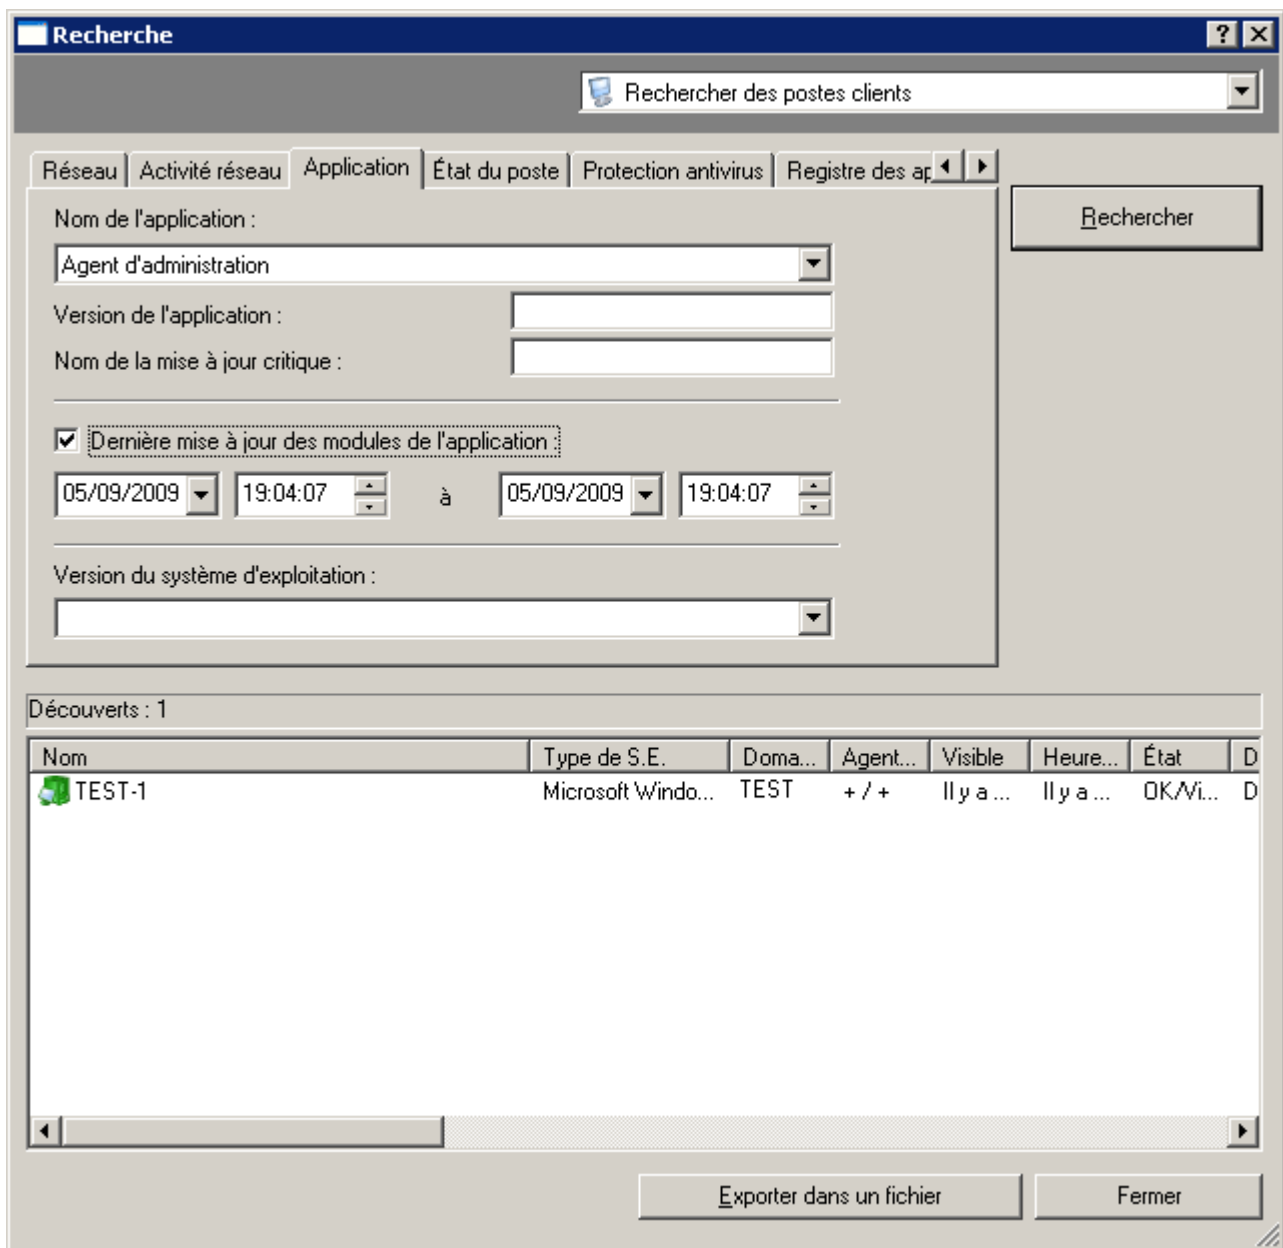 Recherche
Rechercher des postes clients
Réseau Activité réseau Application État du poste Protection antivirus Registre des ap
Nom de l'application :
Rechercher
Agent d'administration
Version de l'application :
Nom de la mise à jour critique :
Dernière mise à jour des modules de l'application :
05/09/2009 19:04:07 à 05/09/2009 19:04:07
Version du système d'exploitation :
Découverts : 1
Nom Type de S.E. Doma... Agent... Visible Heure... État D
TEST-1 Microsoft Windo... TEST + / + Il y a ... Il y a ... OK/Vi... D
Exporter dans un fichier Fermer